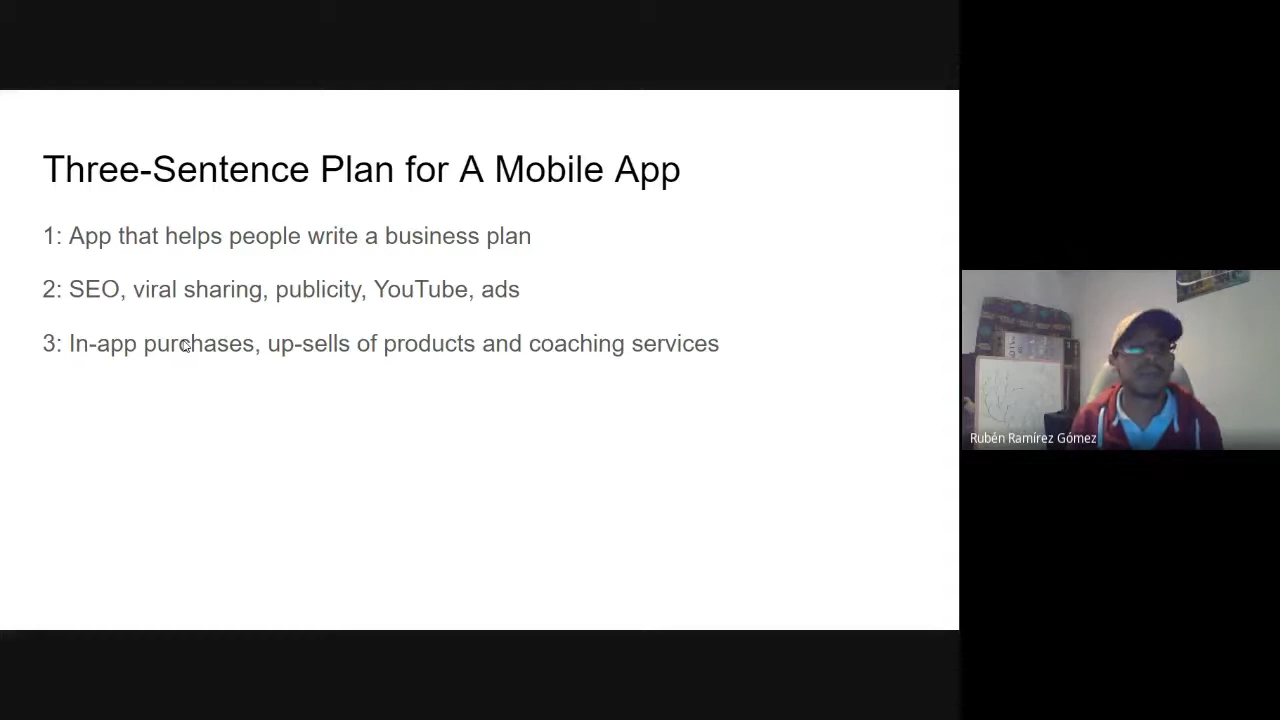 Three-Sentence Plan for A Mobile App
1: App that helps people write a business plan
2: SEO, viral sharing, publicity, YouTube, ads
3: In-app purchases, up-sells of products and coaching services
Rubén Ramírez Gómez